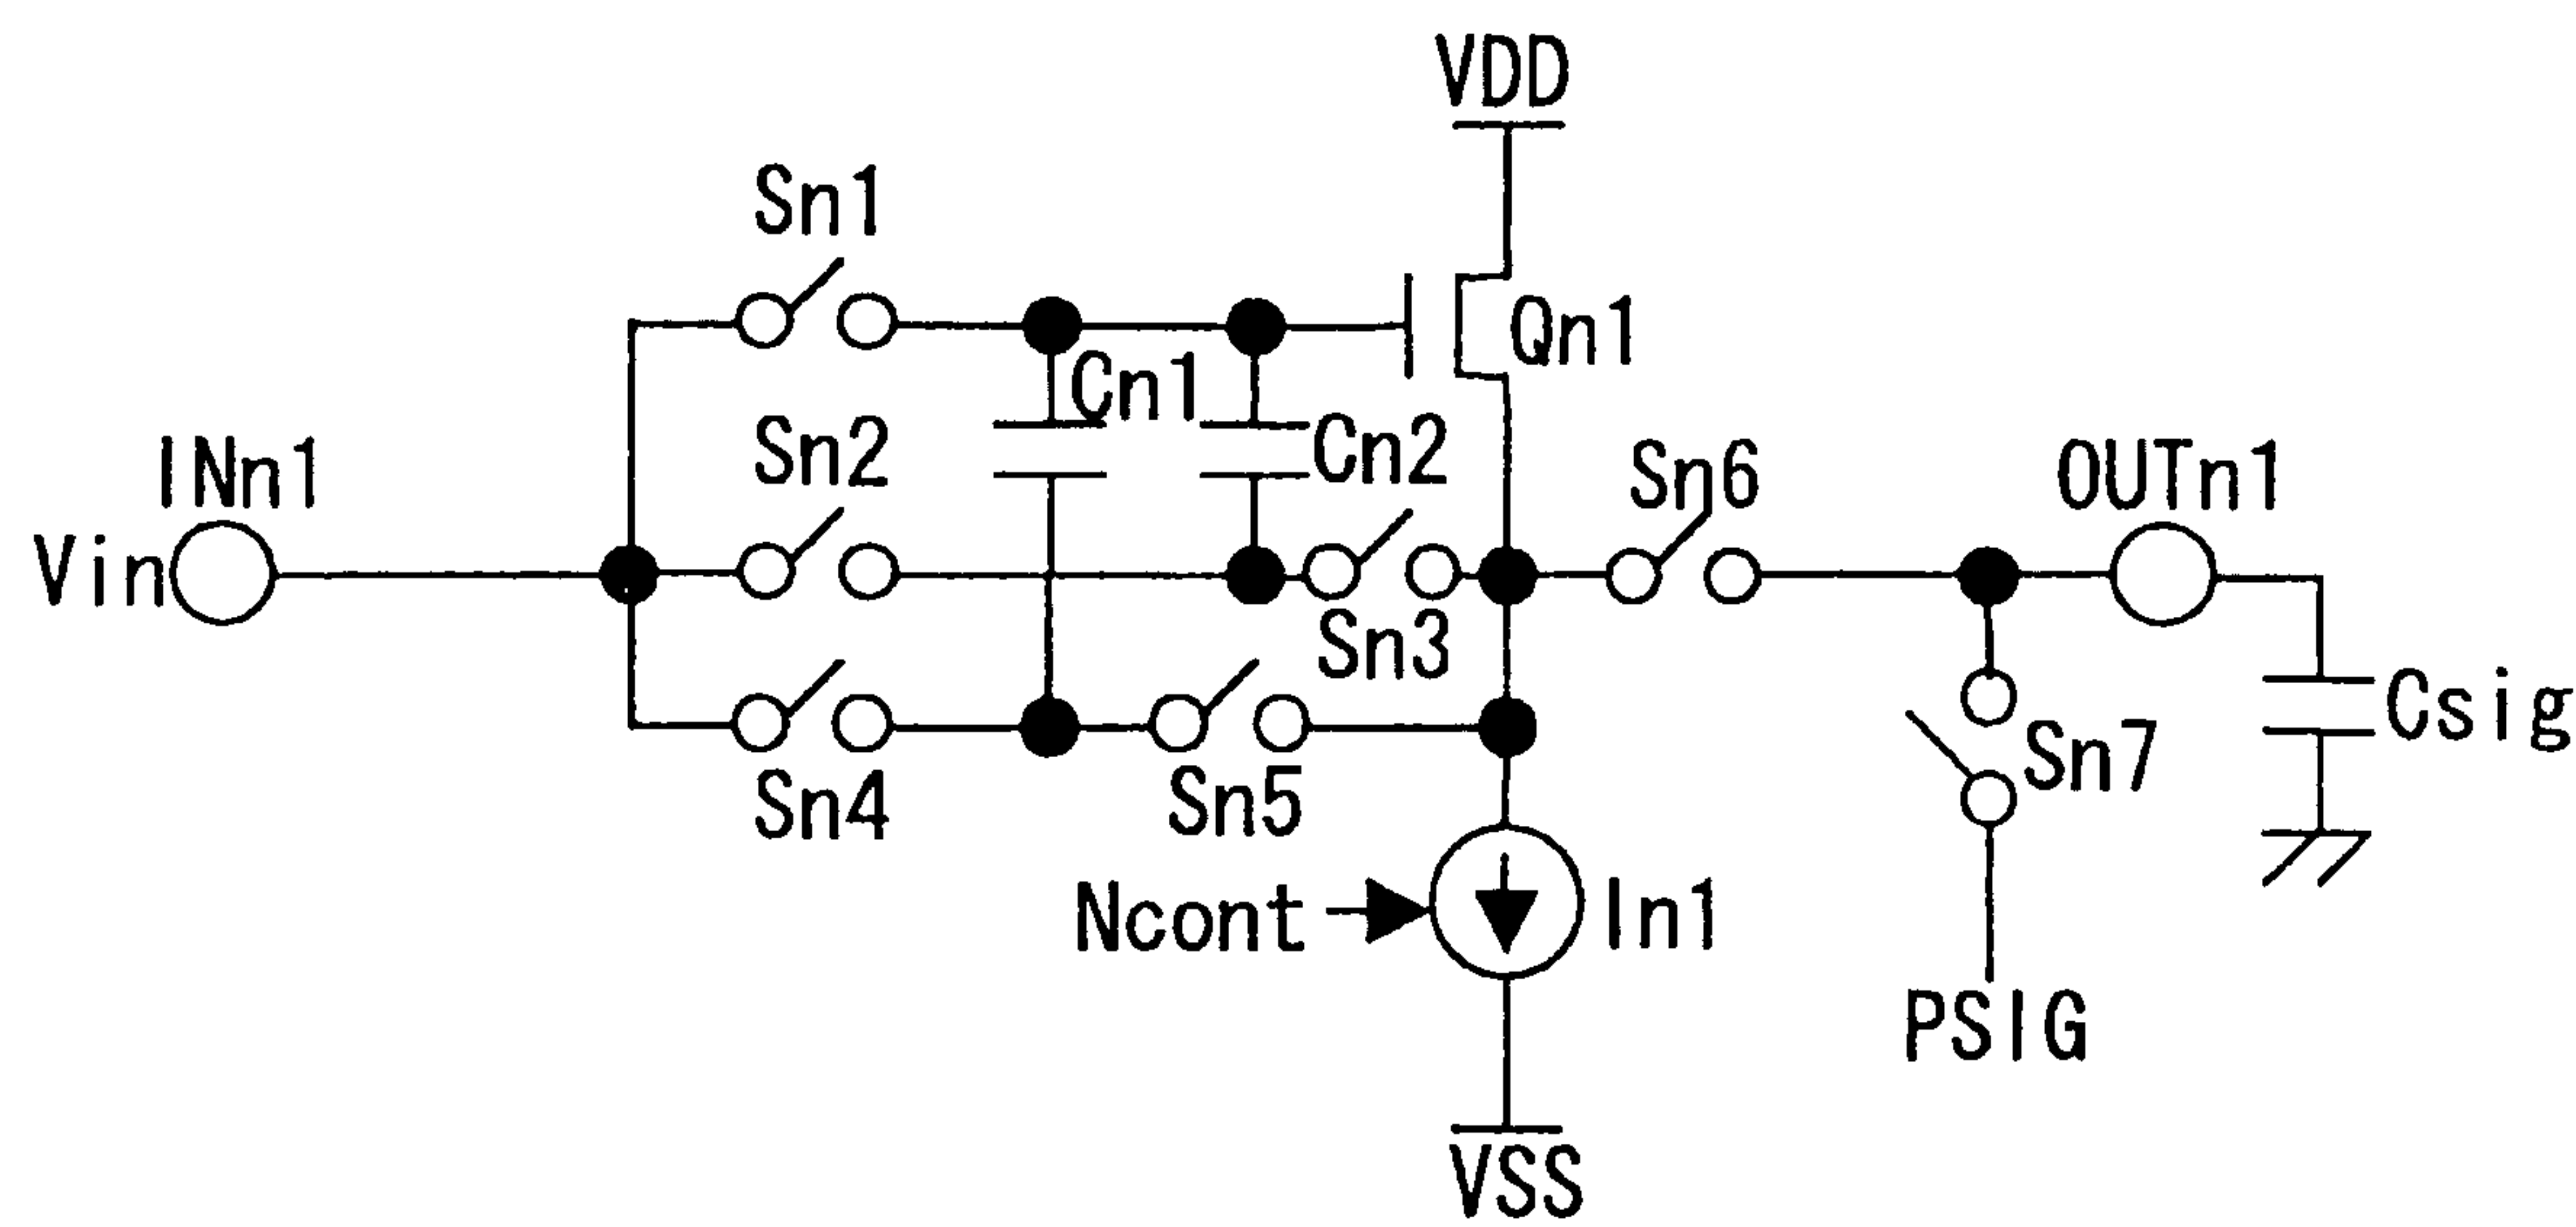 VDD
Sn1
Qn1
Cn1
Sn2
Cn2
INn1
Vin
Sn6
OUTn1
Sn3
Csig
Sn7
Sn4
Sn5
Ncont
In1
PSIG
VSS